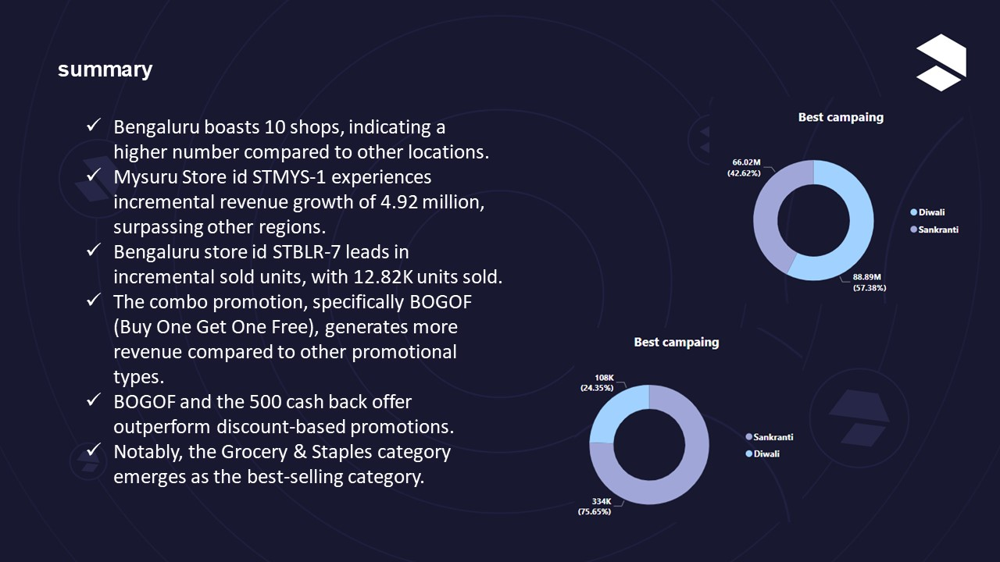 summary
✓ Bengaluru boasts 10 shops, indicating a
higher number compared to other locations.
✓ Mysuru Store id STMYS-1 experiences
incremental revenue growth of 4.92 million,
surpassing other regions.
✓ Bengaluru store id STBLR-7 leads in
incremental sold units, with 12.82K units sold.
✓ The combo promotion, specifically BOGOF
(Buy One Get One Free), generates more
revenue compared to other promotional
types.
✓ BOGOF and the 500 cash back offer
outperform discount-based promotions.
✓ Notably, the Grocery & Staples category
emerges as the best-selling category.
Best campaing
66.02M
(42.62%)
Diwali
Sankranti
88.89M
(57.38%)
Best campaing
108K
(24.35%)
Sankranti
Diwali
334K
(75.65%)